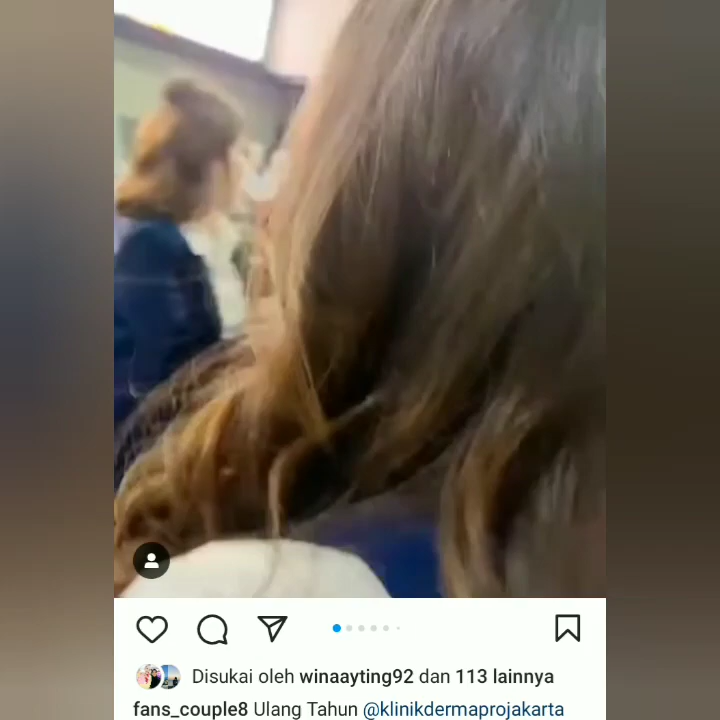 Disukai oleh winaayting92 dan 113 lainnya
fans_couple8 Ulang Tahun @klinikdermaprojakarta